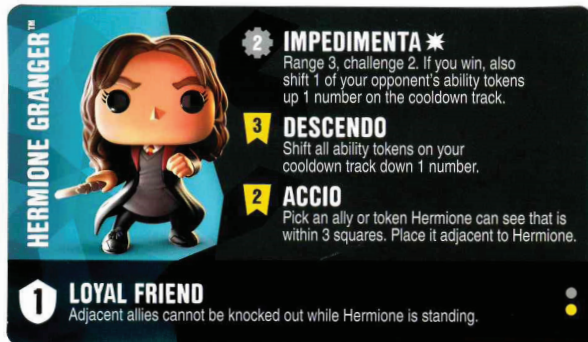 HERMIONE GRANGER™
2 IMPEDIMENTA
Range 3, challenge 2. If you win, also
shift 1 of your opponent's ability tokens
up 1 number on the cooldown track.
3 DESCENDO
Shift all ability tokens on your
cooldown track down 1 number.
2 ACCIO
Pick an ally or token Hermione can see that is
within 3 squares. Place it adjacent to Hermione.
1 LOYAL FRIEND
Adjacent allies cannot be knocked out while Hermione is standing.